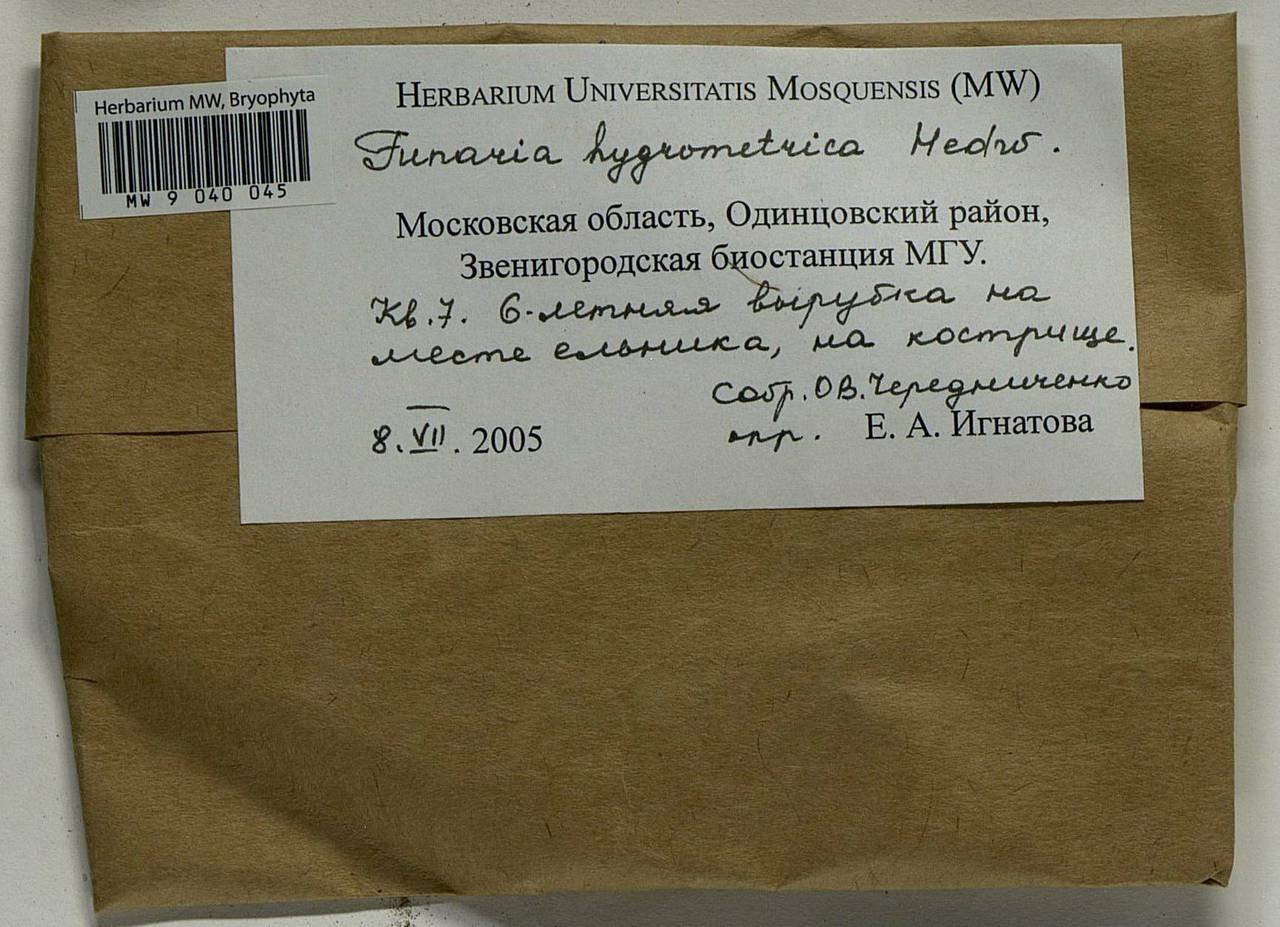 Herbarium MW, Bryophyta
MW 9 040 045
HERBARIUM UNIVERSITATIS MOSQUENSIS (MW)
Funaria hygrometrica Hedw.
Московская область, Одинцовский район,
Звенигородская биостанция МГУ.
Кв.7. 6-летняя вырубка на
месте ельника, на кострище.
Собр. О.В.Чередниченко
8.VII.2005 опр. Е. А. Игнатова